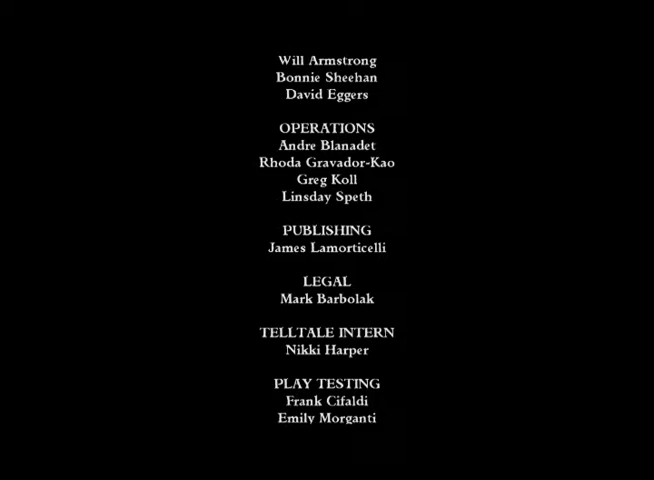 Will Armstrong
Bonnie Sheehan
David Eggers
OPERATIONS
Andre Blanadet
Rhoda Gravador-Kao
Greg Koll
Linsday Speth
PUBLISHING
James Lamorticelli
LEGAL
Mark Barbolak
TELLTALE INTERN
Nikki Harper
PLAY TESTING
Frank Cifaldi
Emily Morganti